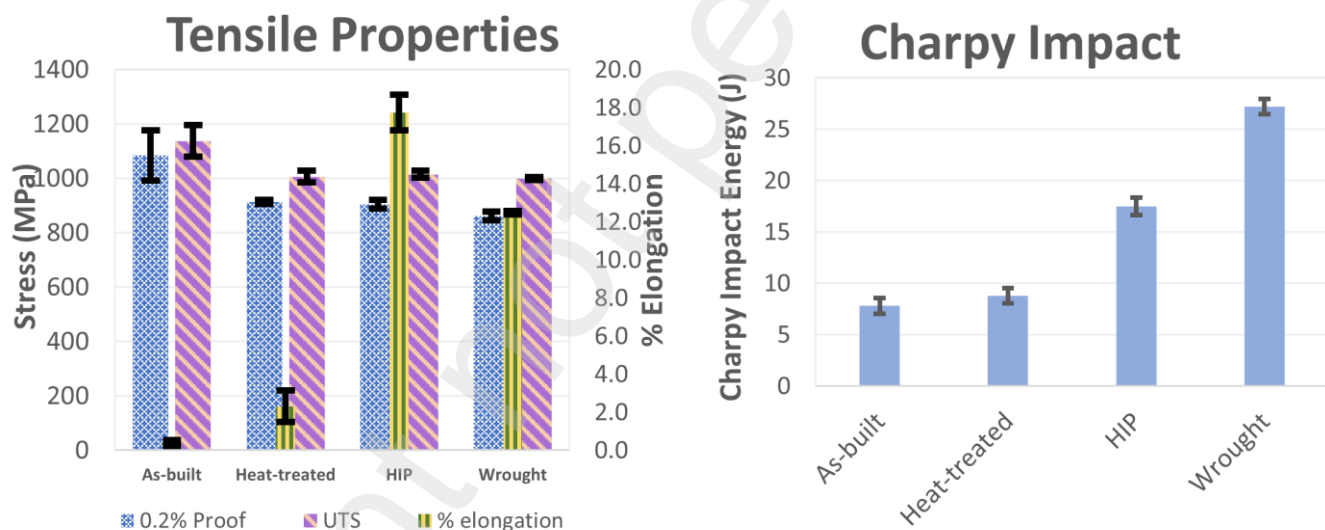 Tensile Properties
Stress (MPa)
1400
1200
1000
800
600
400
200
0
20.0
18.0
16.0
14.0
12.0
10.0
8.0
6.0
4.0
2.0
0.0
% Elongation
As-built Heat-treated HIP Wrought
0.2% Proof UTS % elongation
Charpy Impact
Charpy Impact Energy (J)
30
25
20
15
10
5
0
As-built
Heat-treated
HIP
Wrought
not pe